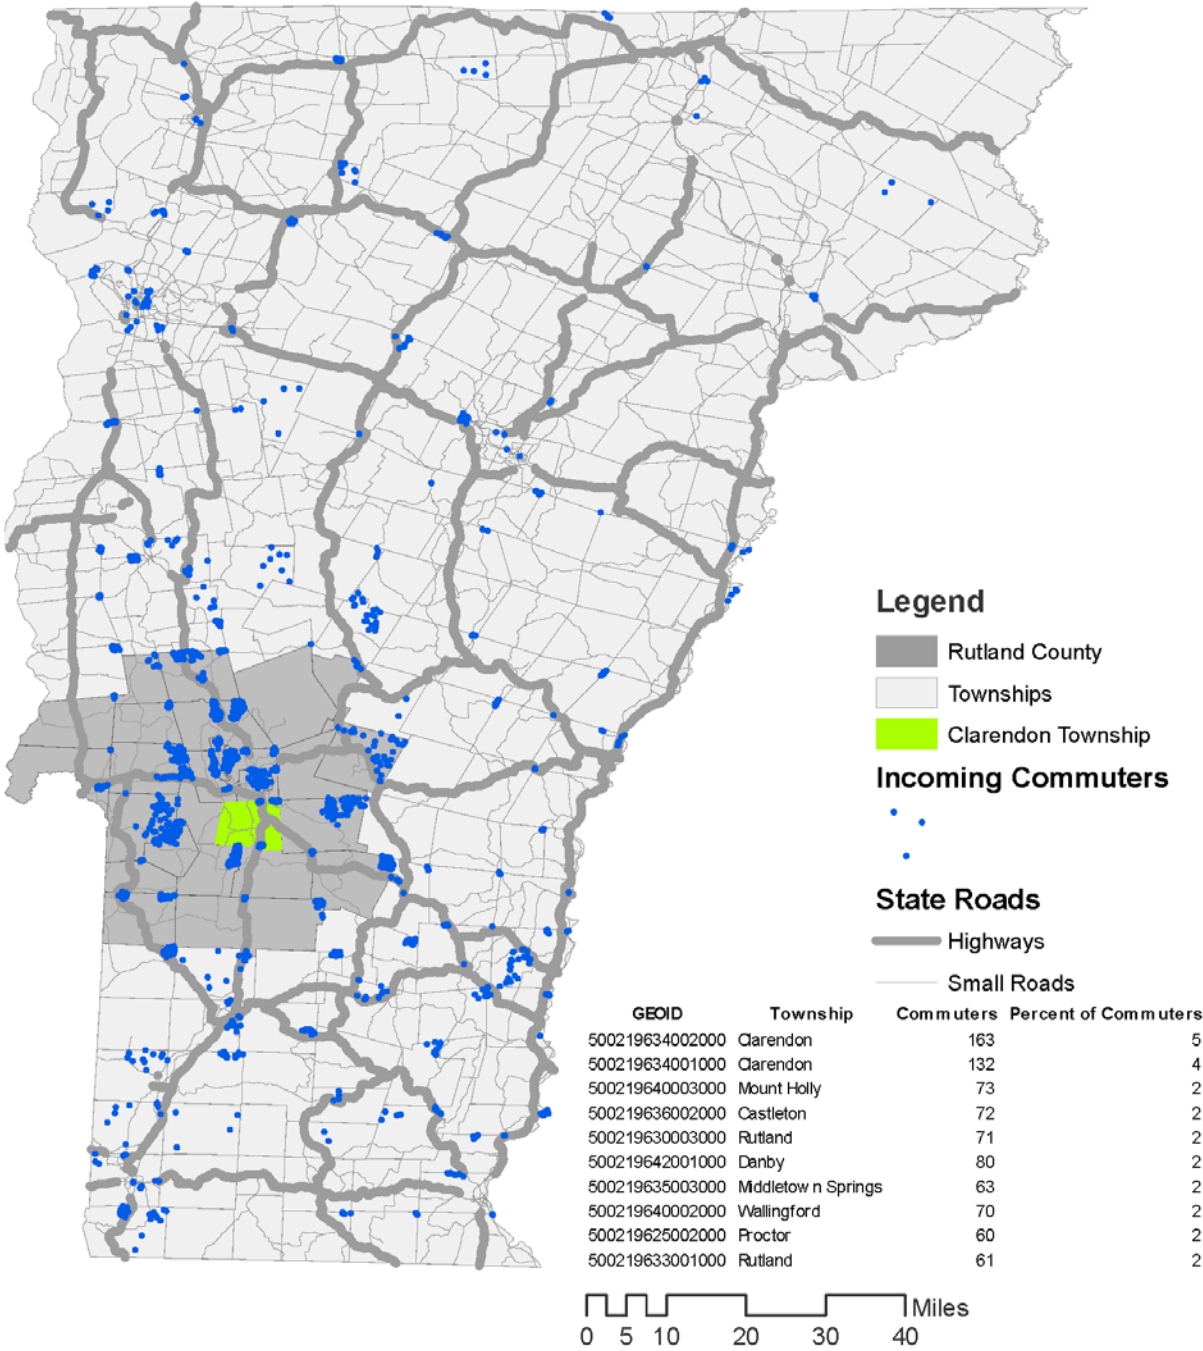 Legend
Rutland County
Townships
Clarendon Township
Incoming Commuters
State Roads
Highways
Small Roads
GEOID Township Commuters Percent of Commuters
500219634002000 Clarendon 163 5
500219634001000 Clarendon 132 4
500219640003000 Mount Holly 73 2
500219636002000 Castleton 72 2
500219630003000 Rutland 71 2
500219642001000 Danby 80 2
500219635003000 Middletown Springs 63 2
500219640002000 Wallingford 70 2
500219625002000 Proctor 60 2
500219633001000 Rutland 61 2
Miles
0 5 10 20 30 40